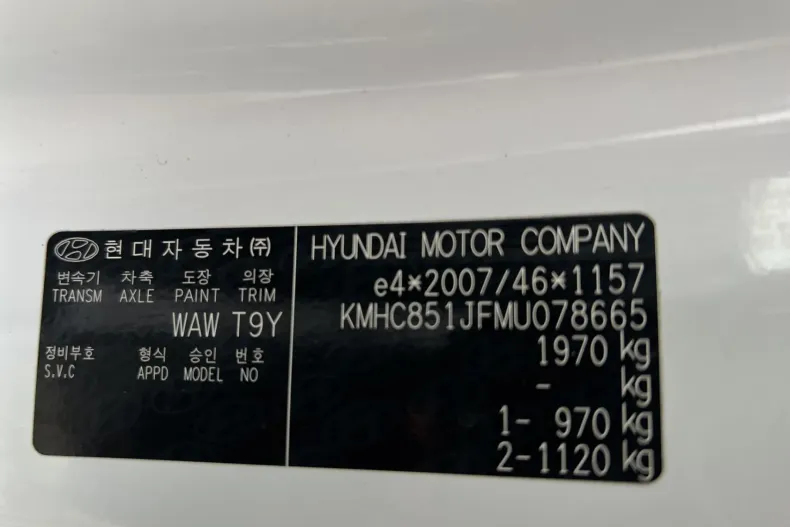 현대자동차㈜
변속기 차축 도장 의장
TRANSM AXLE PAINT TRIM
WAW T9Y
정비부호 형식 승인 번호
S.V.C APPD MODEL NO
HYUNDAI MOTOR COMPANY
e4*2007/46*1157
KMHC851JFMU078665
1970 kg
- kg
1- 970 kg
2-1120 kg